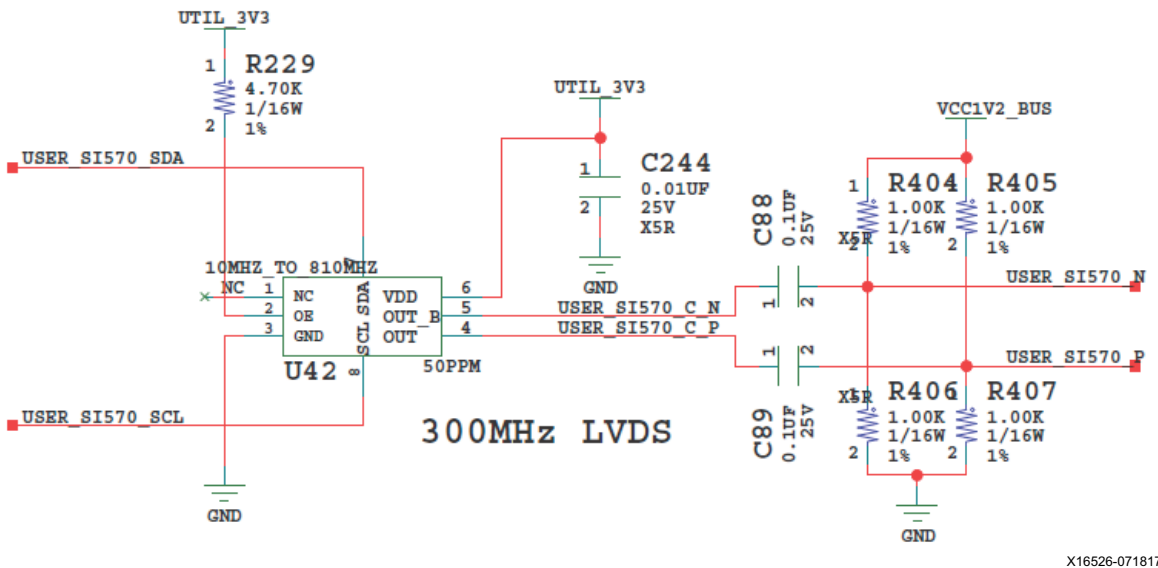 UTIL_3V3
1
R229
4.70K
1/16W
2
1%
UTIL_3V3
VCC1V2_BUS
USER_SI570_SDA
1
C244
0.01UF
2
25V
X5R
GND
C88
0.1UF
25V
X5R
1
2
1
R404
1.00K
1/16W
2
1%
R405
1.00K
1/16W
2
1%
10MHZ_TO_810MHZ
NC
1
NC
2
OE
3
GND
SDA
SCL
8
VDD
6
OUT_B
5
OUT
4
U42
50PPM
USER_SI570_C_N
USER_SI570_C_P
USER_SI570_N
USER_SI570_P
1
2
C89
0.1UF
25V
X5R
1
R406
1.00K
1/16W
2
1%
1
R407
1.00K
1/16W
2
1%
USER_SI570_SCL
300MHz LVDS
GND
GND
X16526-071817